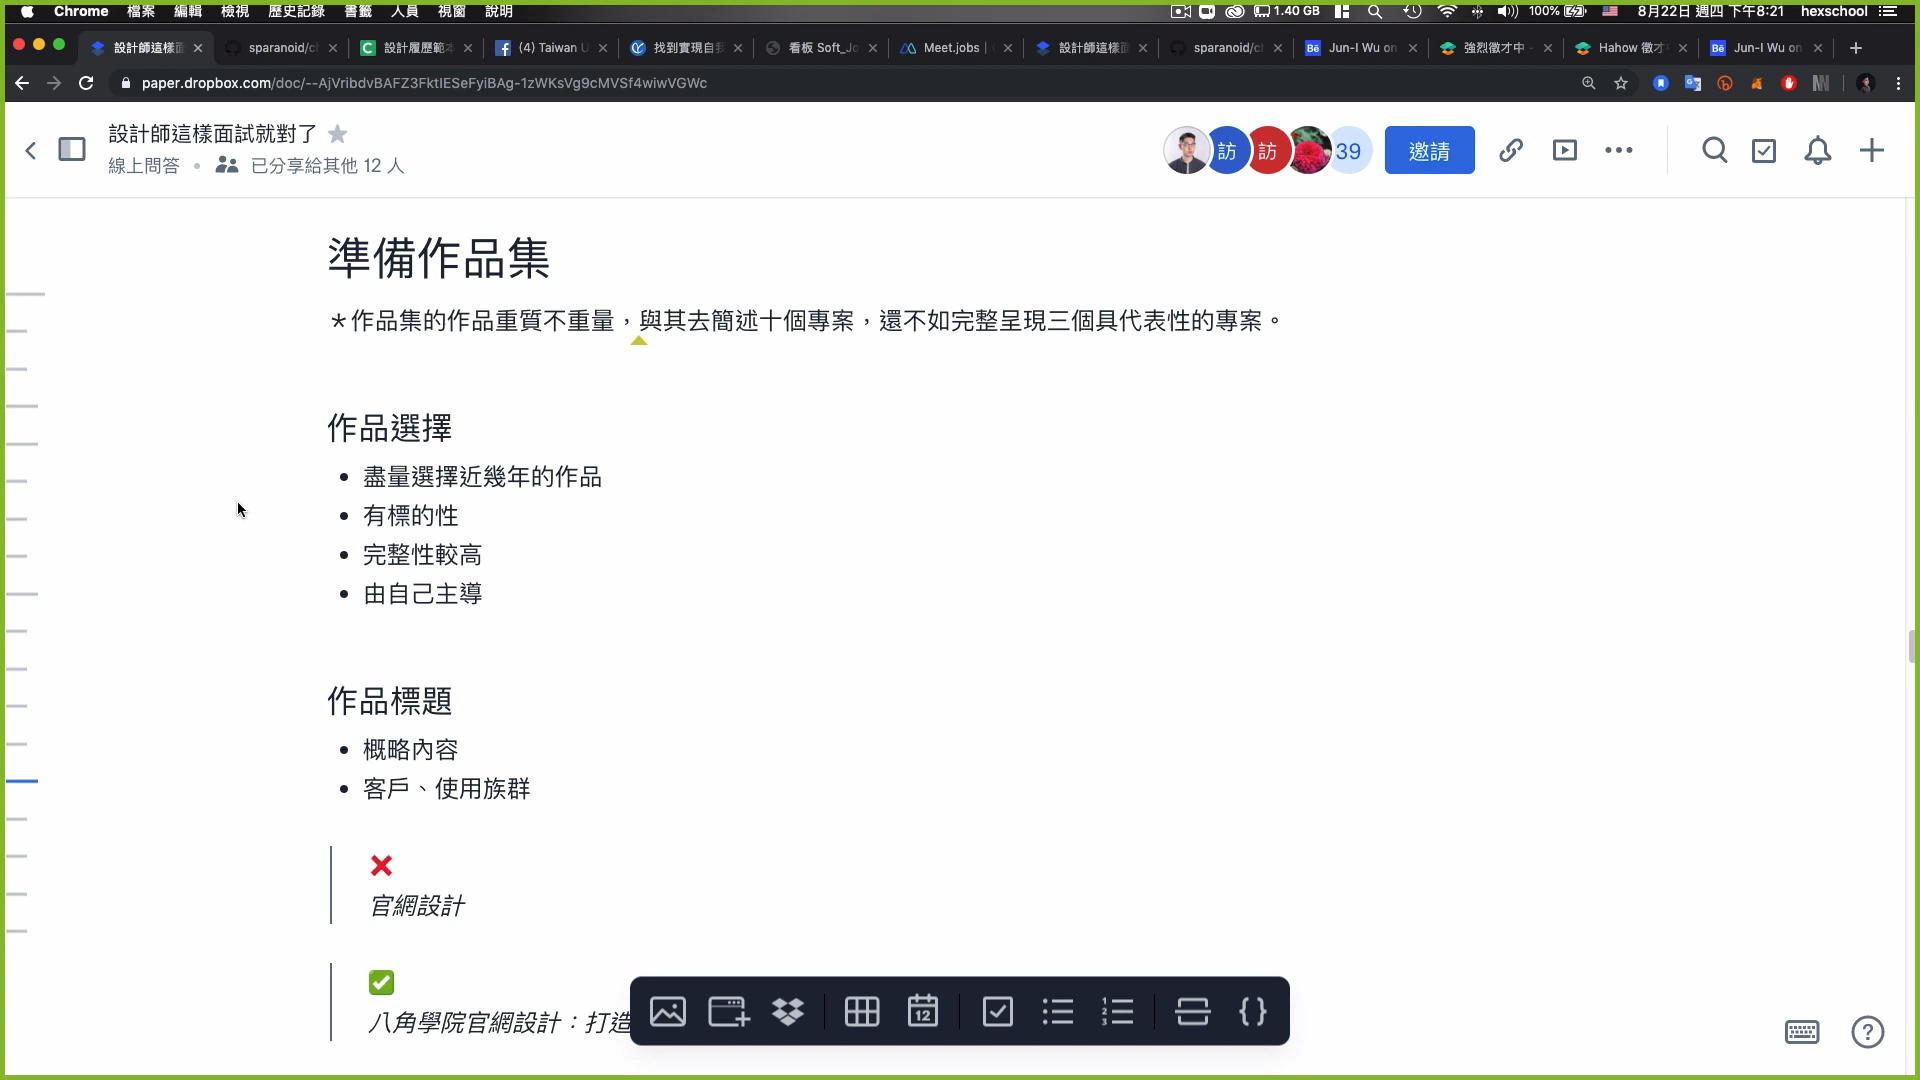 Chrome 檔案 編輯 檢視 歷史記錄 書籤 人員 視窗 說明 1.40 GB 100% 8月22日 週四 下午8:21 hexschool
設計師這樣面 sparanoid/c 設計履歷範本 (4) Taiwan U 找到實現自我 看板 Soft_Jo Meet.jobs | 設計師這樣面 sparanoid/c Jun-I Wu on 強烈徵才中 - Hahow 徵才 Jun-I Wu on
paper.dropbox.com/doc/--AjVribdvBAFZ3FktIESeFyiBAg-1zWKsVg9cMVSf4wiwVGWc
設計師這樣面試就對了
線上問答 • 已分享給其他 12 人
訪 訪 39 邀請
準備作品集
＊作品集的作品重質不重量，與其去簡述十個專案，還不如完整呈現三個具代表性的專案。
作品選擇
• 盡量選擇近幾年的作品
• 有標的性
• 完整性較高
• 由自己主導
作品標題
• 概略內容
• 客戶、使用族群
❌
官網設計
✅
八角學院官網設計：打造
12